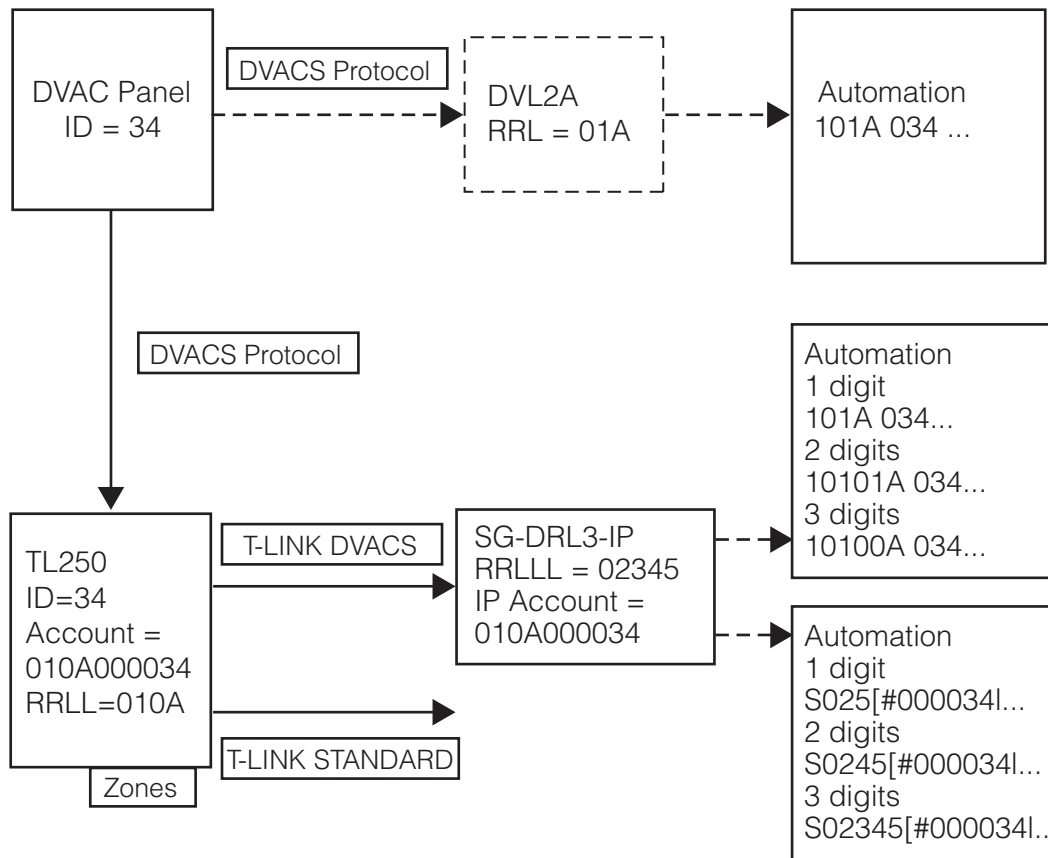 DVAC Panel
ID = 34
DVACS Protocol
DVL2A
RRL = 01A
Automation
101A 034 ...
DVACS Protocol
TL250
ID=34
Account =
010A000034
RRLL=010A
Zones
T-LINK DVACS
T-LINK STANDARD
SG-DRL3-IP
RRLLL = 02345
IP Account =
010A000034
Automation
1 digit
101A 034...
2 digits
10101A 034...
3 digits
10100A 034...
Automation
1 digit
S025[#000034l...
2 digits
S0245[#000034l...
3 digits
S02345[#000034l..